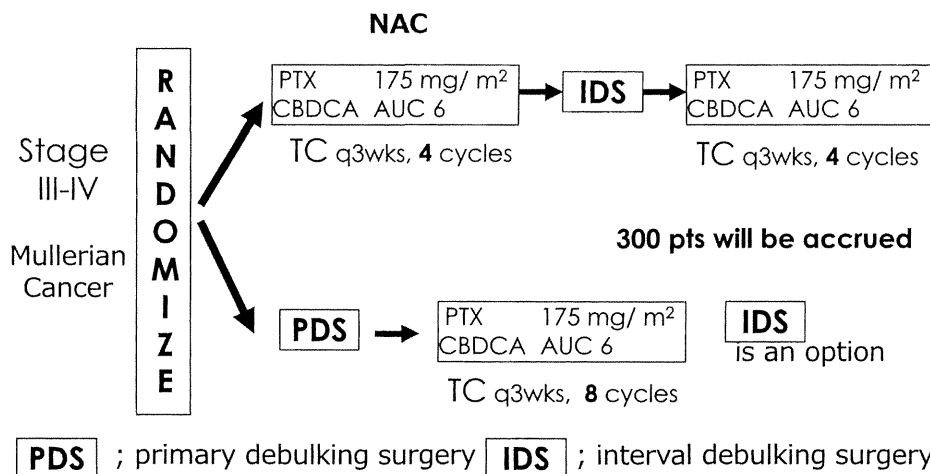 NAC
Stage
III-IV
Mullerian
Cancer
RANDOMIZE
PTX 175 mg/ m²
CBDCA AUC 6
TC q3wks, 4 cycles
IDS
PTX 175 mg/ m²
CBDCA AUC 6
TC q3wks, 4 cycles
300 pts will be accrued
PDS
PTX 175 mg/ m²
CBDCA AUC 6
TC q3wks, 8 cycles
IDS
is an option
PDS ; primary debulking surgery IDS ; interval debulking surgery